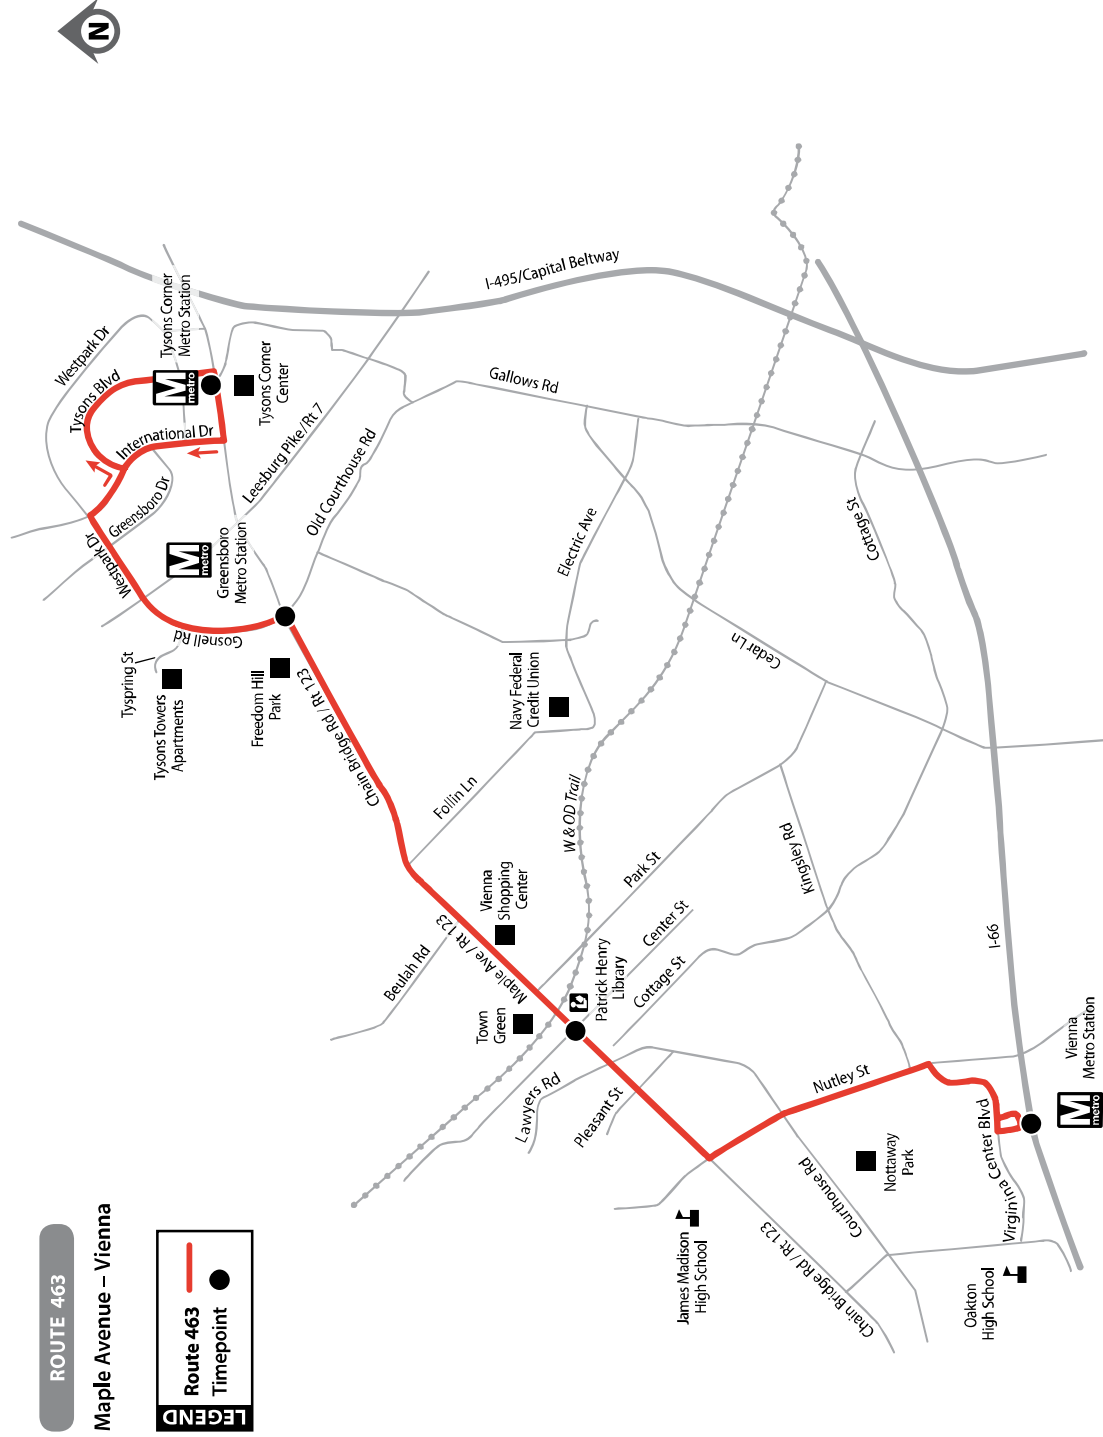 ROUTE 463
Maple Avenue – Vienna
LEGEND
Route 463
Timepoint
N
Westpark Dr
Tysons Blvd
Tysons Corner
Metro Station
M
metro
International Dr
Tysons Corner
Center
I-495/Capital Beltway
Greensboro Dr
Westpark Dr
M
metro
Greensboro
Metro Station
Leesburg Pike/Rt 7
Old Courthouse Rd
Gallows Rd
Gosnell Rd
Tyspring St
Tysons Towers
Apartments
Freedom Hill
Park
Chain Bridge Rd / Rt 123
Electric Ave
Cottage St
Cedar Ln
Navy Federal
Credit Union
Follin Ln
W & OD Trail
Vienna
Shopping
Center
Maple Ave / Rt 123
Beulah Rd
Park St
Kingsley Rd
Center St
Cottage St
Patrick Henry
Library
Town
Green
I-66
Lawyers Rd
Pleasant St
Nutley St
Vienna
Metro Station
M
metro
Virginina Center Blvd
Nottaway
Park
Courthouse Rd
James Madison
High School
Chain Bridge Rd / Rt 123
Oakton
High School